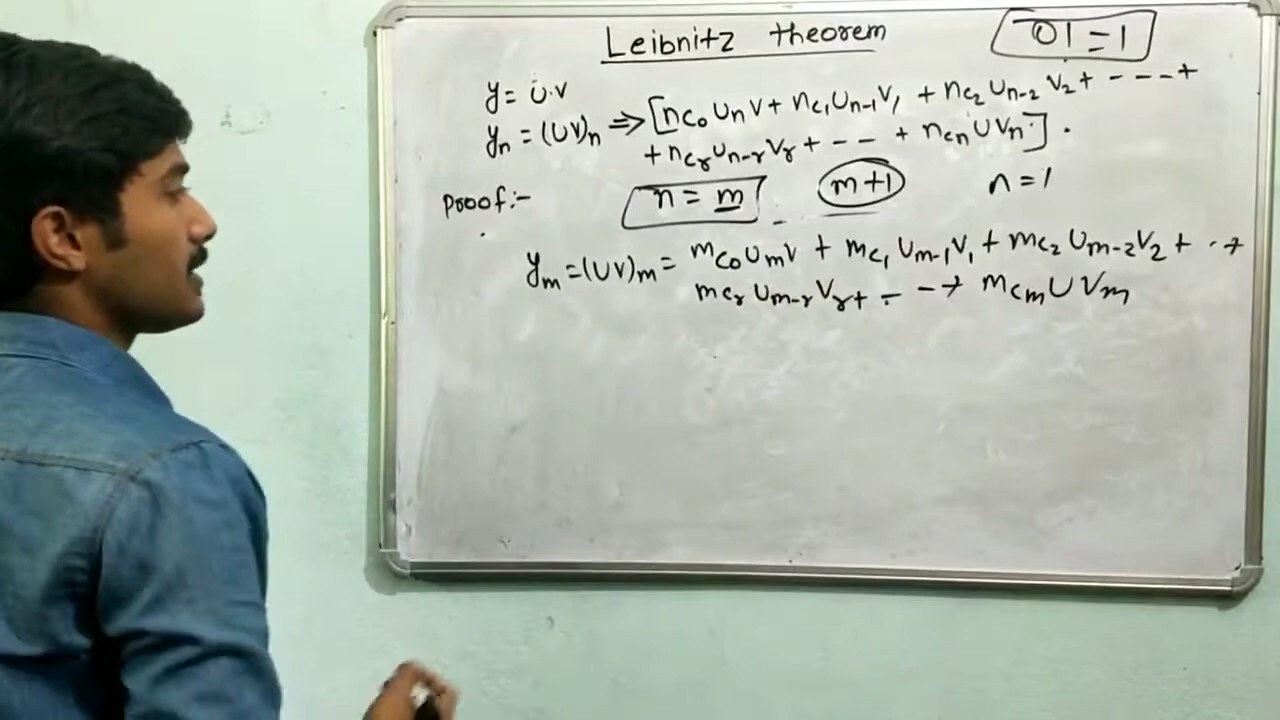 Leibnitz theorem
0! = 1
y = U.V
yₙ = (UV)ₙ ⇒ [nc₀ Uₙ V + nc₁ Uₙ₋₁ V₁ + nc₂ Uₙ₋₂ V₂ + - - - - +
+ ncᵣ Uₙ₋ᵣ Vᵣ + - - + ncₙ U Vₙ] .
Proof:-
n = m
m+1
n = 1
yₘ = (UV)ₘ = mc₀ Uₘ V + mc₁ Uₘ₋₁ V₁ + mc₂ Uₘ₋₂ V₂ + - - +
mcᵣ Uₘ₋ᵣ Vᵣ + - - + mcₘ U Vₘ